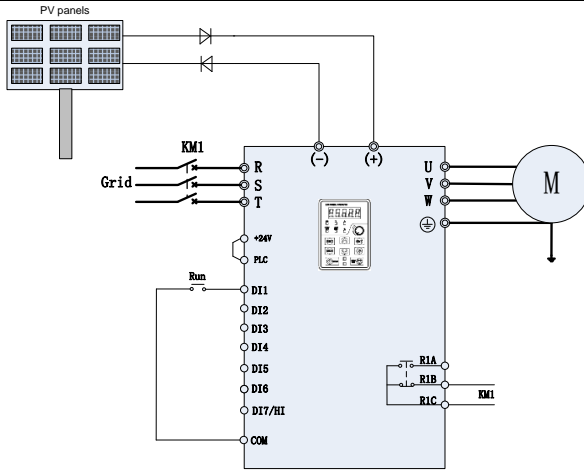 PV panels
KM1
Grid
R
S
T
(-)
(+)
U
V
W
M
+24V
PLC
Run
DI1
DI2
DI3
DI4
DI5
DI6
DI7/HI
COM
R1A
R1B
R1C
KM1